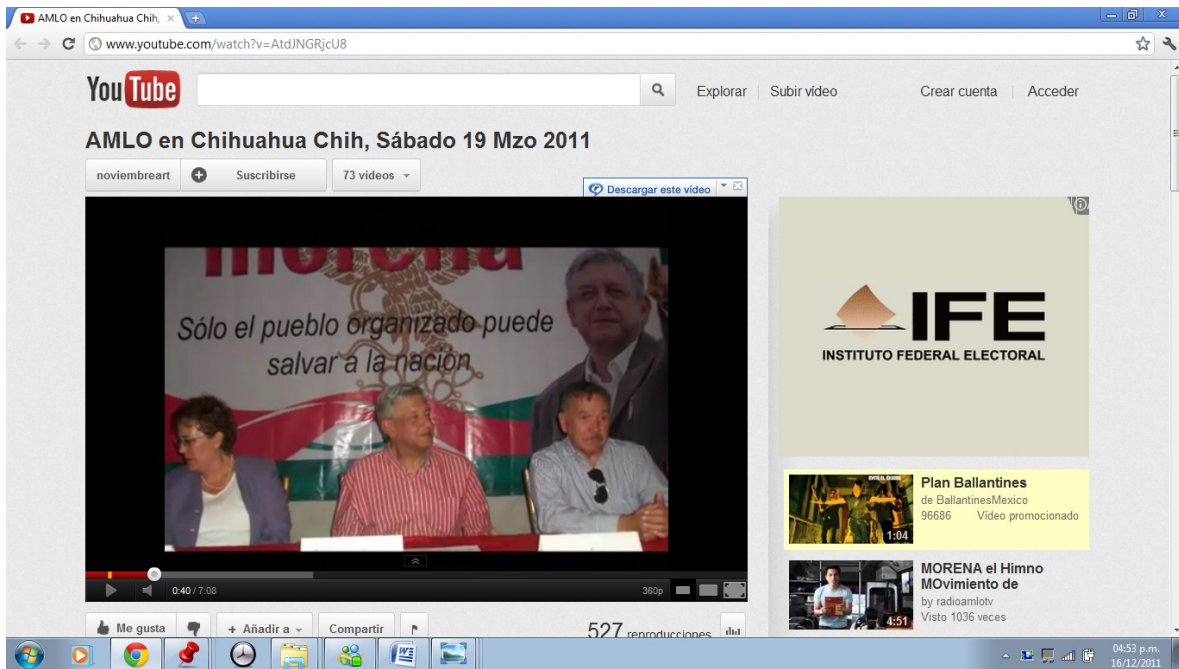 AMLO en Chihuahua Chih,
www.youtube.com/watch?v=AtdJNGRjcU8
YouTube
Explorar
Subir vídeo
Crear cuenta
Acceder
AMLO en Chihuahua Chih, Sábado 19 Mzo 2011
noviembreart
Suscribirse
73 vídeos
Descargar este vídeo
morena
Sólo el pueblo organizado puede
salvar a la nación
0:40 / 7:08
360p
IFE
INSTITUTO FEDERAL ELECTORAL
Plan Ballantines
de BallantinesMexico
96686 Vídeo promocionado
1:04
MORENA el Himno
MOvimiento de
by radioamlotv
Visto 1036 veces
4:51
Me gusta
+ Añadir a
Compartir
527 reproducciones
04:53 p.m.
16/12/2011